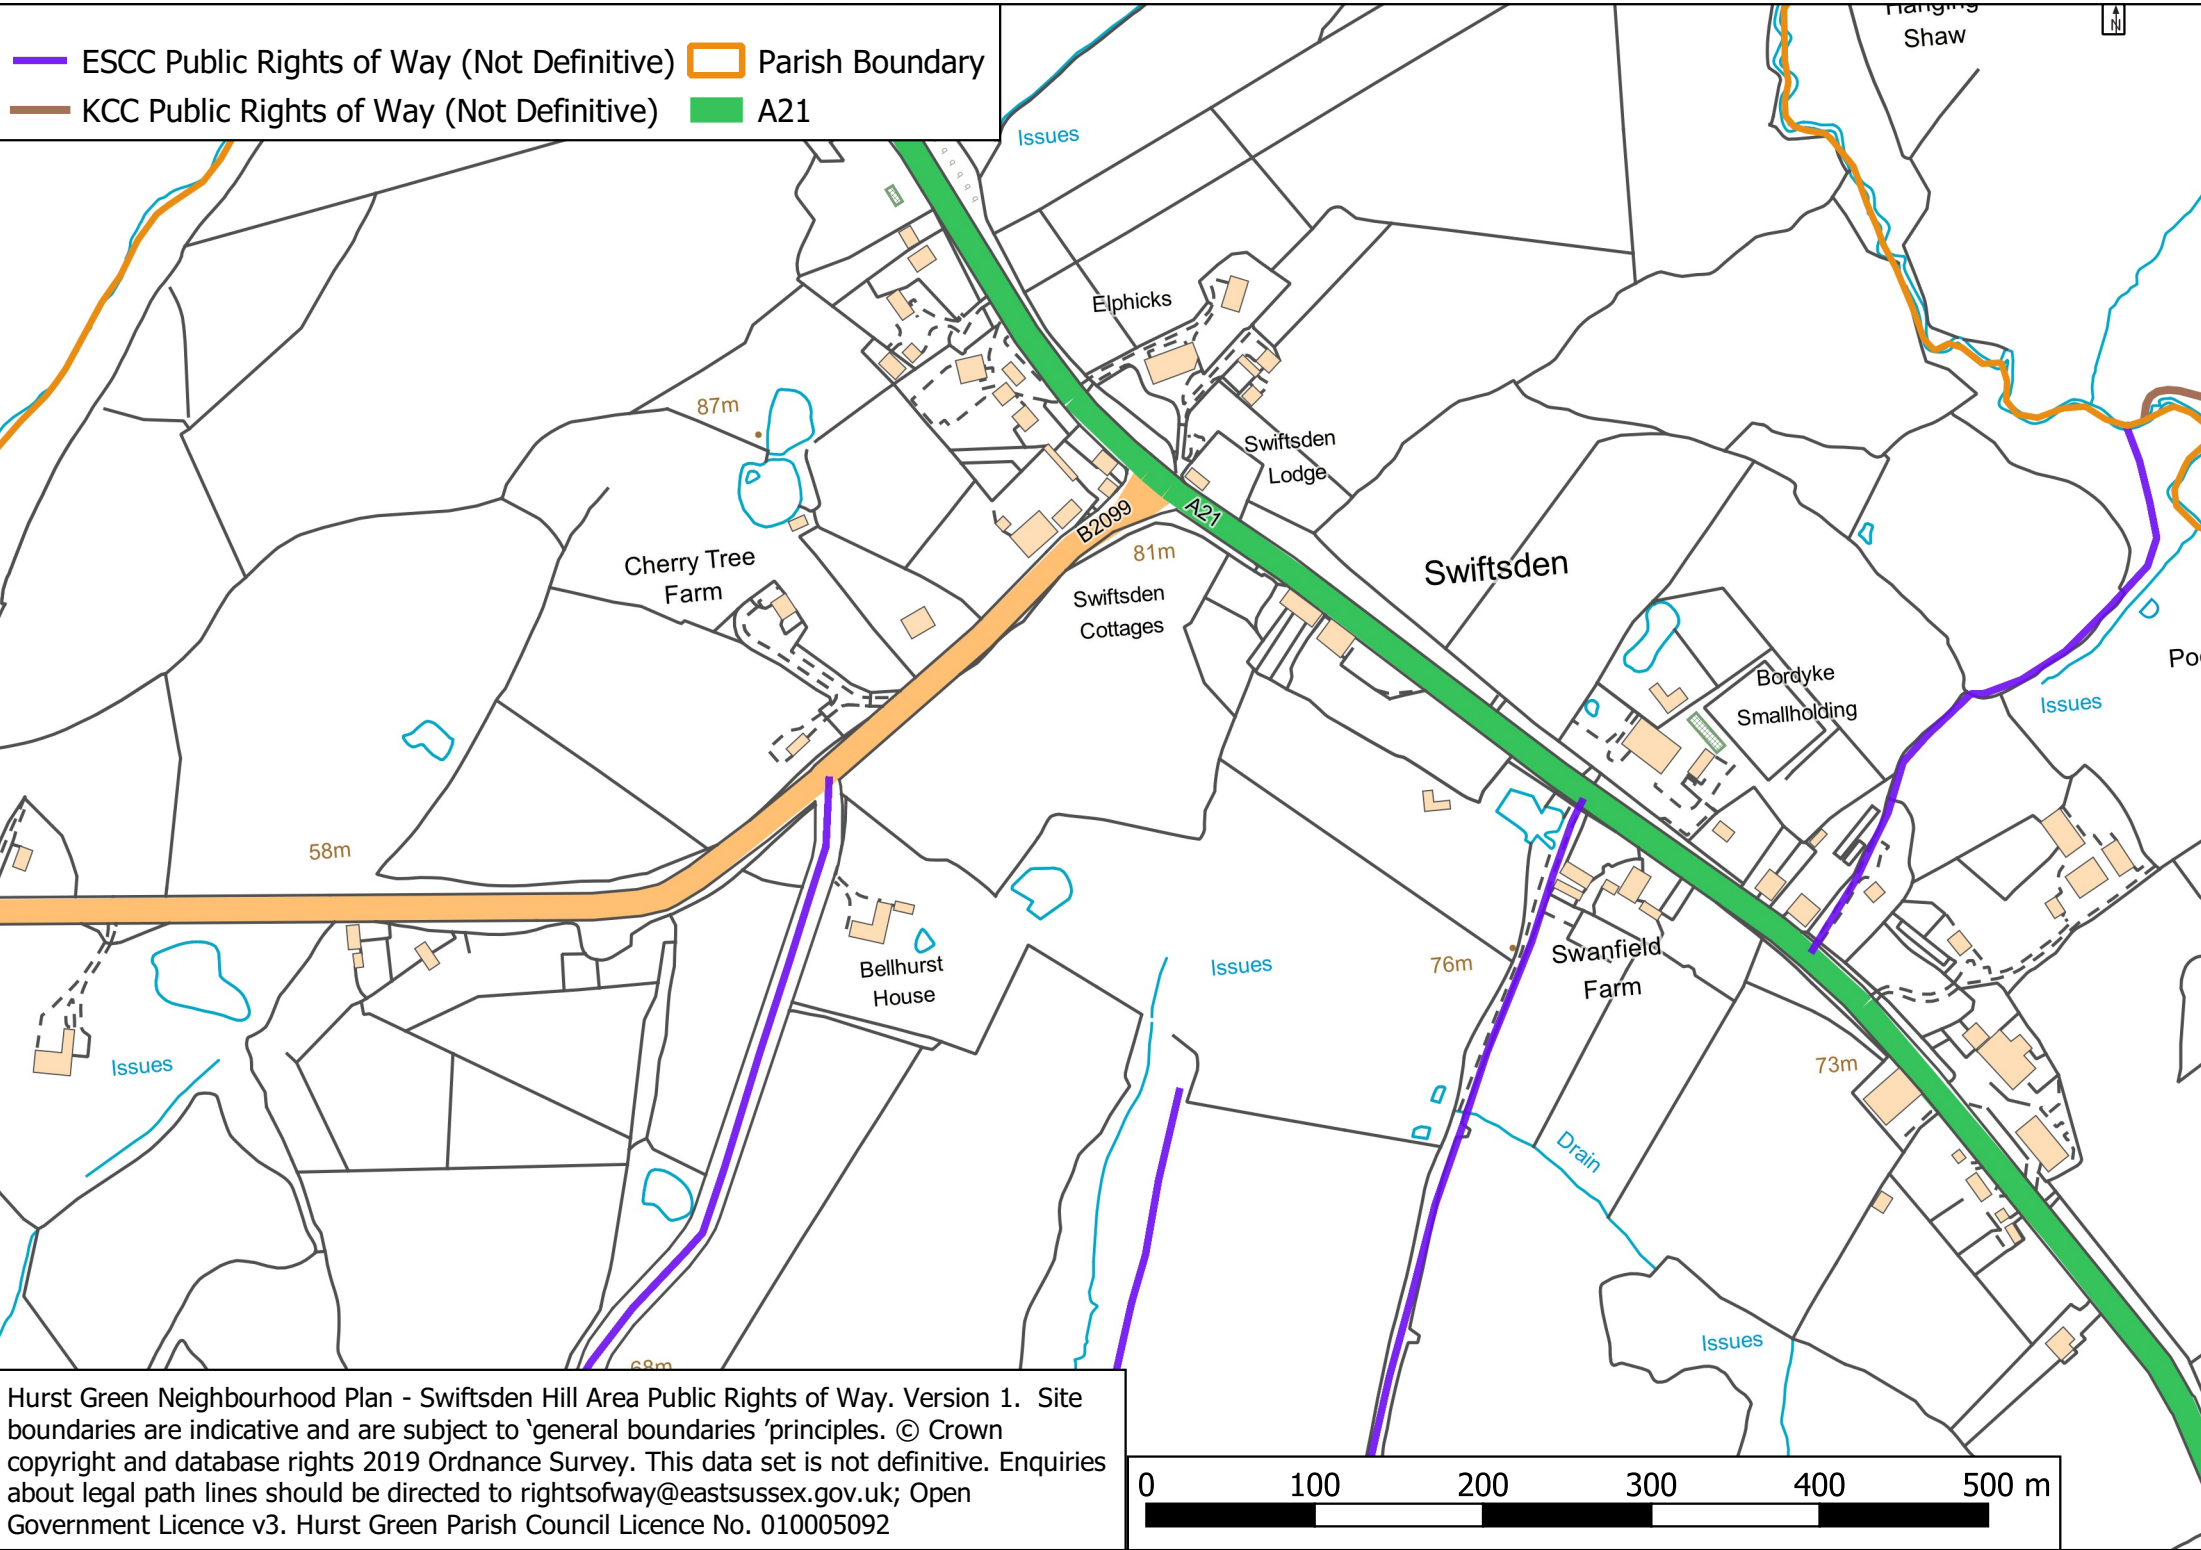 ESCC Public Rights of Way (Not Definitive)
Parish Boundary
KCC Public Rights of Way (Not Definitive)
A21
Hanging
Shaw
N
Issues
Elphicks
87m
Swiftsden
Lodge
B2099
A21
81m
Cherry Tree
Farm
Swiftsden
Swiftsden
Cottages
Bordyke
Smallholding
Issues
58m
Bellhurst
House
Issues
76m
Swanfield
Farm
Issues
73m
Drain
Issues
68m
Hurst Green Neighbourhood Plan - Swiftsden Hill Area Public Rights of Way. Version 1. Site
boundaries are indicative and are subject to ‘general boundaries ’principles. © Crown
copyright and database rights 2019 Ordnance Survey. This data set is not definitive. Enquiries
about legal path lines should be directed to rightsofway@eastsussex.gov.uk; Open
Government Licence v3. Hurst Green Parish Council Licence No. 010005092
0 100 200 300 400 500 m